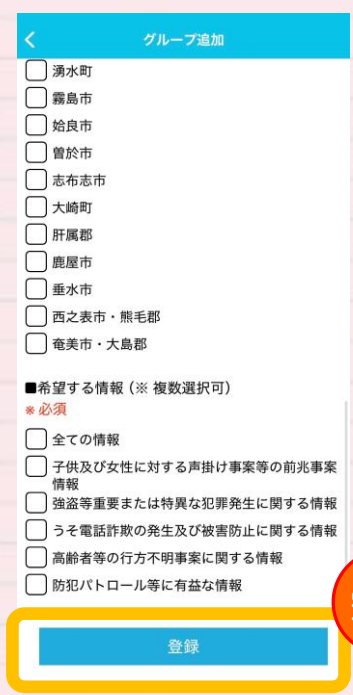 グループ追加
湧水町
霧島市
姶良市
曽於市
志布志市
大崎町
肝属郡
鹿屋市
垂水市
西之表市・熊毛郡
奄美市・大島郡
■希望する情報(※ 複数選択可)
※必須
全ての情報
子供及び女性に対する声掛け事案等の前兆事案
情報
強盗等重要または特異な犯罪発生に関する情報
うそ電話詐欺の発生及び被害防止に関する情報
高齢者等の行方不明事案に関する情報
防犯パトロール等に有益な情報
登録